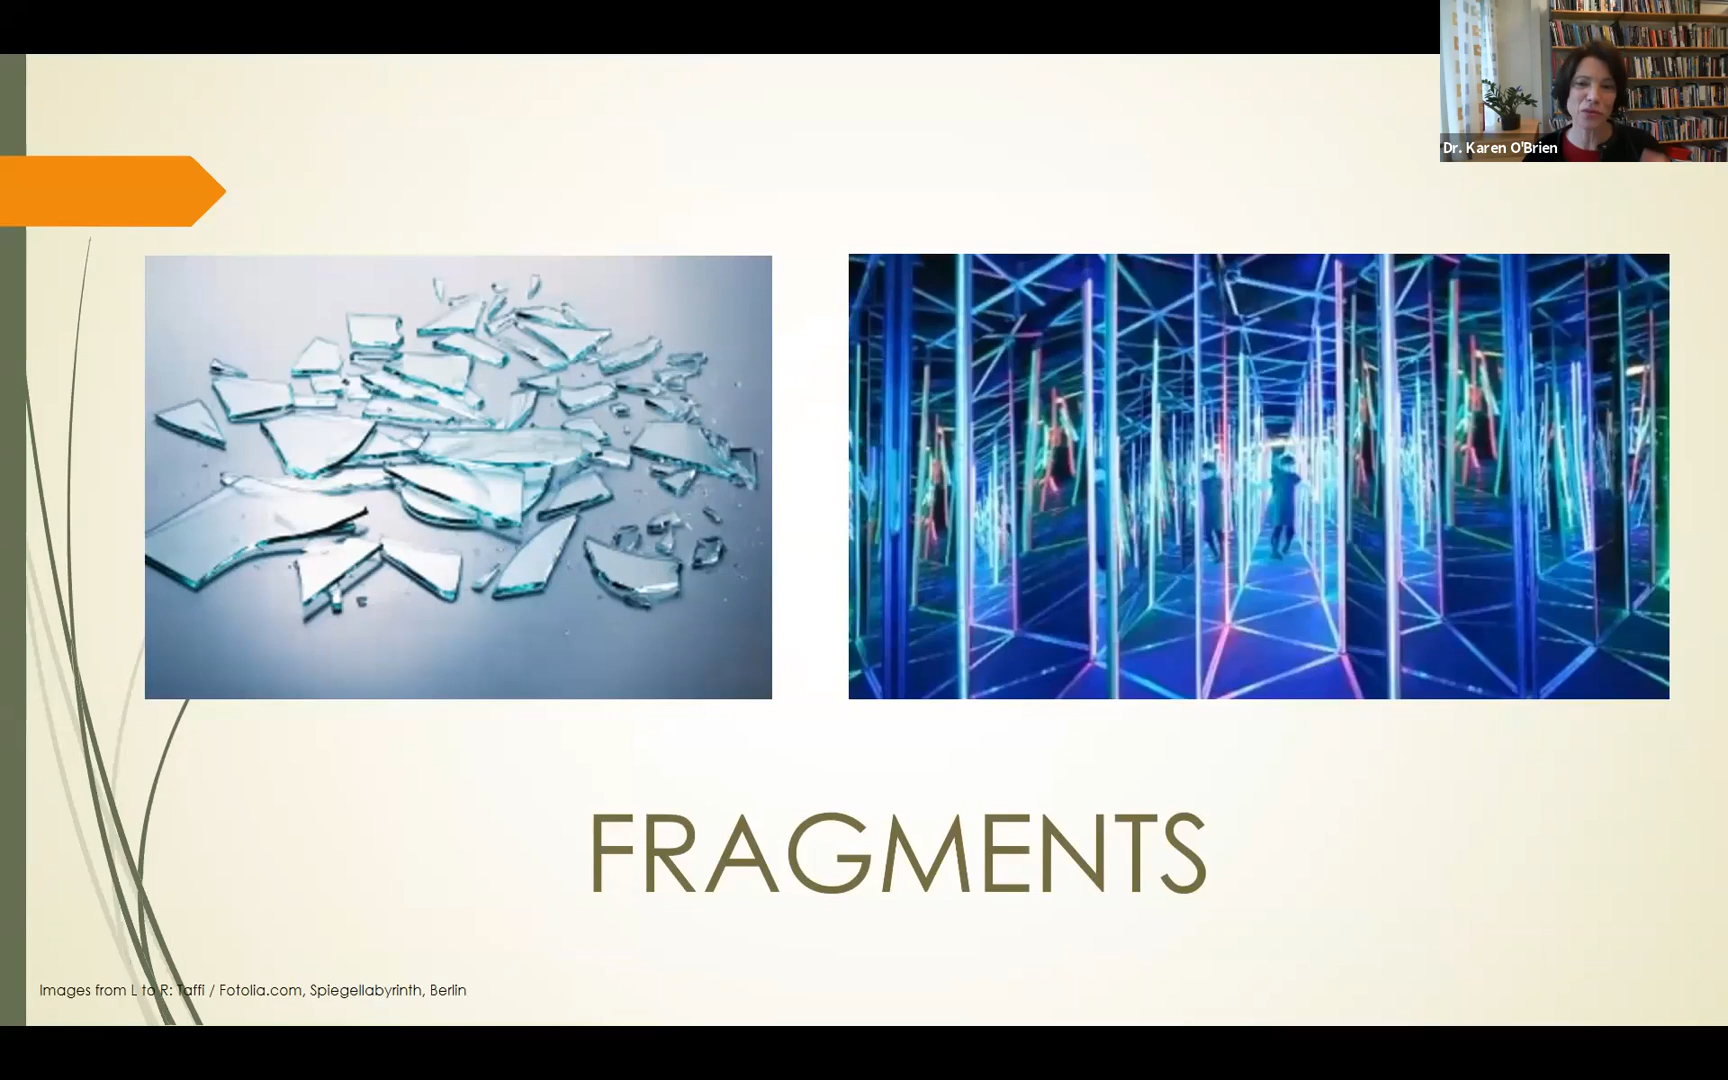 Dr. Karen O'Brien
FRAGMENTS
Images from L to R: Taffi / Fotolia.com, Spiegellabyrinth, Berlin